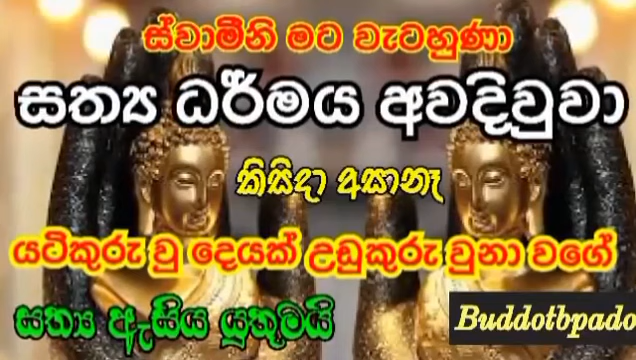 ස්වාමීනි මට වැටහුණා
සත්‍ය ධර්මය අවදිවුවා
කිසිදා අසානෑ
යටිකුරු වු දෙයක් උඩුකුරු වුනා වගේ
සත්‍ය ඇසිය යුතුමයි
Buddotbpado